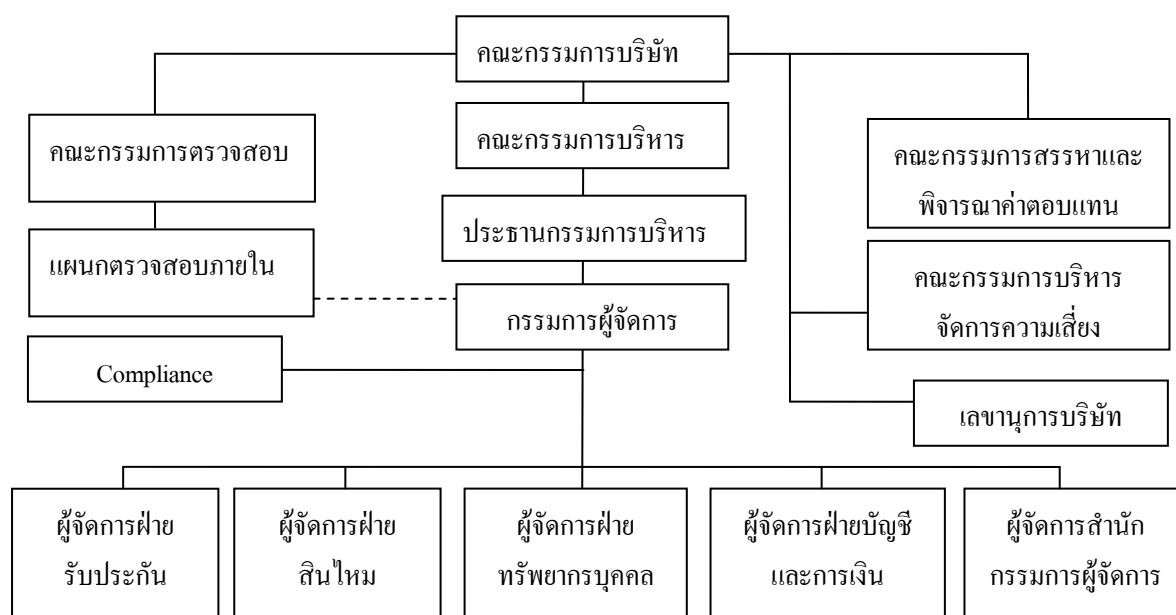 คณะกรรมการบริษัท
คณะกรรมการตรวจสอบ
คณะกรรมการบริหาร
คณะกรรมการสรรหาและ
พิจารณาค่าตอบแทน
ประธานกรรมการบริหาร
แผนกตรวจสอบภายใน
คณะกรรมการบริหาร
จัดการความเสี่ยง
กรรมการผู้จัดการ
Compliance
เลขานุการบริษัท
ผู้จัดการฝ่าย
รับประกัน
ผู้จัดการฝ่าย
สินไหม
ผู้จัดการฝ่าย
ทรัพยากรบุคคล
ผู้จัดการฝ่ายบัญชี
และการเงิน
ผู้จัดการสำนัก
กรรมการผู้จัดการ